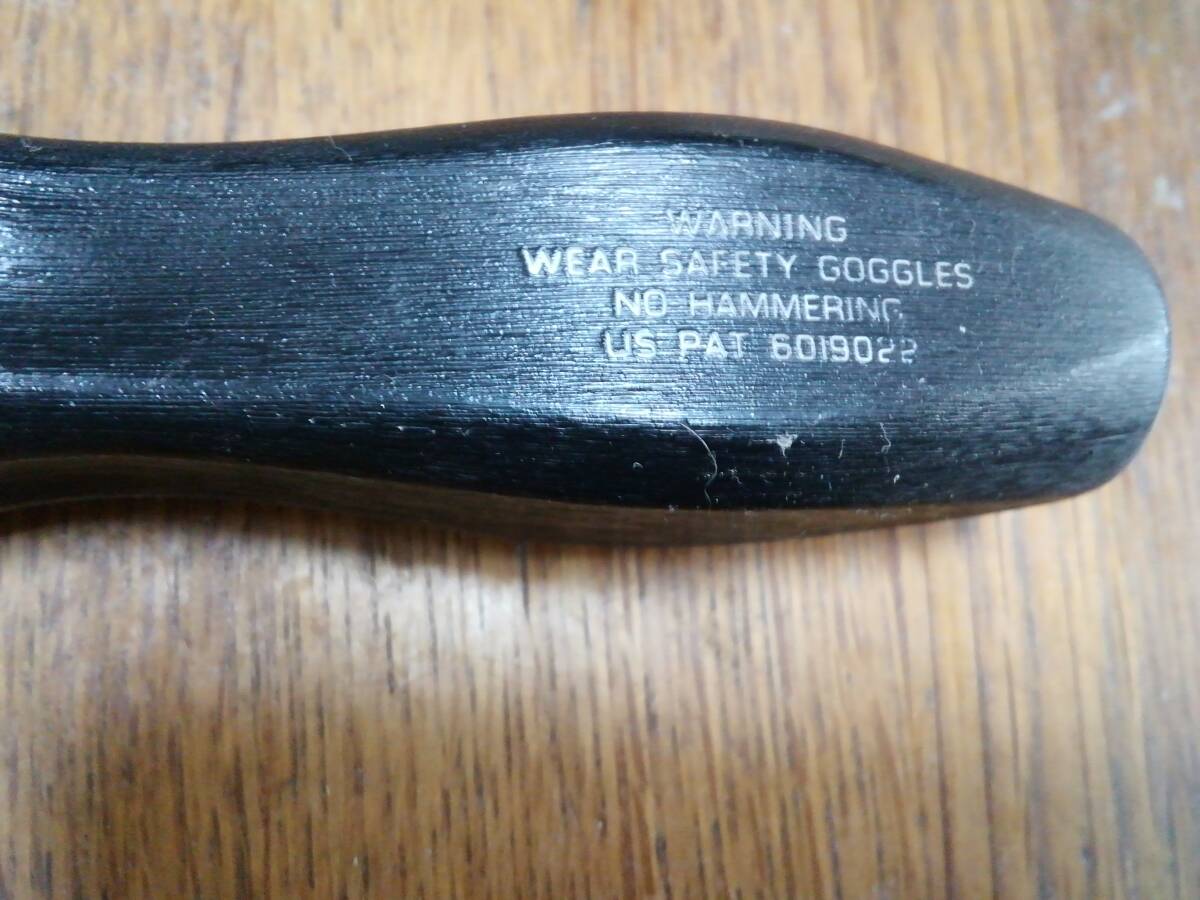 WARNING
WEAR SAFETY GOGGLES
NO HAMMERING
US PAT 6019022